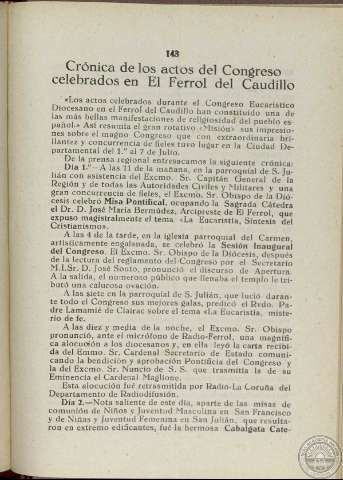 143
Crónica de los actos del Congreso
celebrados en El Ferrol del Caudillo
«Los actos celebrados durante el Congreso Eucarístico
Diocesano en el Ferrol del Caudillo han constituído una de
las más bellas manifestaciones de religiosidad del pueblo es-
pañol.» Así resumía el gran rotativo «Misión» sus impresio-
nes sobre el magno Congreso que con extraordinaria bri-
llantez y concurrencia de fieles tuvo lugar en la Ciudad De-
partamental del 1.º al 7 de Julio.
De la prensa regional entresacamos la siguiente crónica:
Día 1.º—A las 11 de la mañana, en la parroquial de S. Ju-
lián con asistencia del Excmo. Sr. Capitán General de la
Región y de todas las Autoridades Civiles y Militares y una
gran concurrencia de fieles, el Excmo. Sr. Obispo de la Dió-
cesis celebró Misa Pontifical, ocupando la Sagrada Cátedra
el Dr. D. José María Bermúdez, Arcipreste de El Ferrol, que
expuso magistralmente el tema «La Eucaristía, Síntesis del
Cristianismo».
A las 4 de la tarde, en la iglesia parroquial del Carmen,
artísticamente engalanada, se celebró la Sesión Inaugural
del Congreso. El Excmo. Sr. Obispo de la Diócesis, después
de la lectura del reglamento del Congreso por el Secretario
M.I.Sr. D. José Souto, pronunció el discurso de Apertura.
A la salida, el numeroso público que llenaba el templo le tri-
butó una calurosa ovación.
A las siete en la parroquial de S. Julián, que lució duran-
te todo el Congreso sus mejores galas, predicó el Rvdo. Pa-
dre Lamamié de Clairac sobre el tema «La Eucaristía, miste-
rio de fe.
A las diez y media de la noche, el Excmo. Sr. Obispo
pronunció, ante el micrófono de Radio-Ferrol, una magnífi-
ca alocución a los diocesanos y, en ella leyó la carta recibi-
da del Emmo. Sr. Cardenal Secretario de Estado comuni-
cando la bendición y aprobación Pontificia del Congreso y
la del Excmo. Sr. Nuncio de S. S. que trasmitía la de su
Eminencia el Cardenal Maglione.
Esta alocución fué retrasmitida por Radio-La Coruña del
Departamento de Radiodifusión.
Día 2.—Nota saliente de este día, aparte de las misas de
comunión de Niños y Juventud Masculina en San Francisco
y de Niñas y Juventud Femenina en San Julián, que resulta-
ron en extremo edificantes, fué la hermosa Cabalgata Cate-